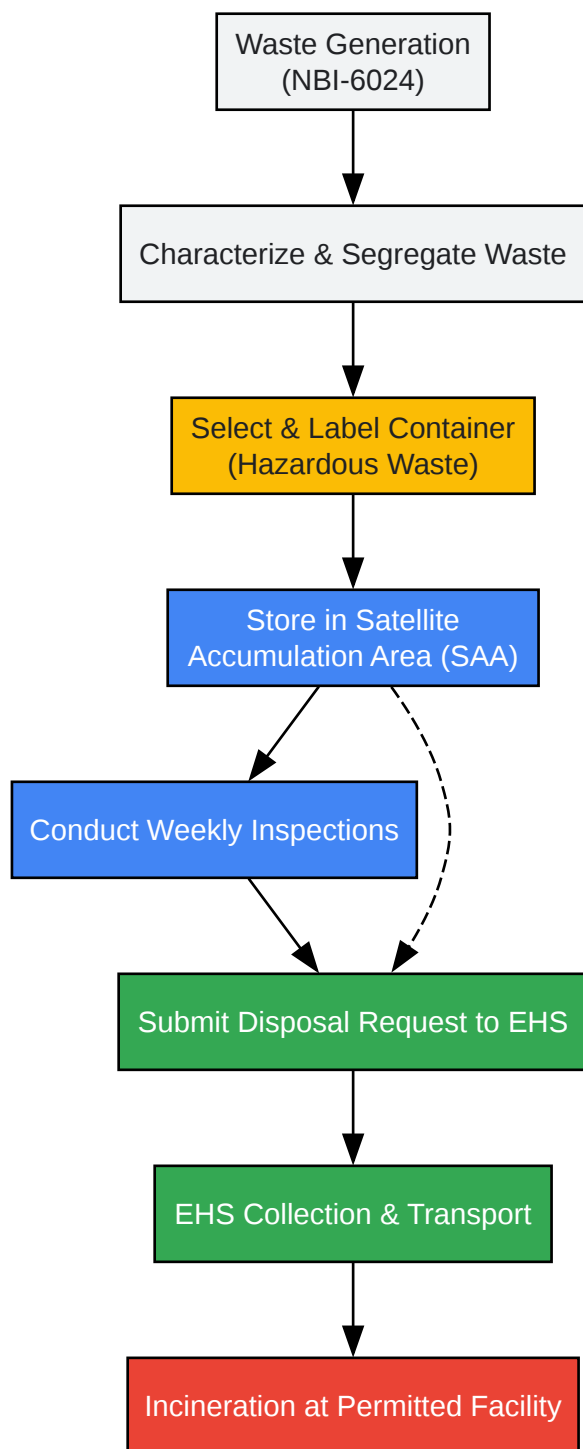 Waste Generation
(NBI-6024)
Characterize & Segregate Waste
Select & Label Container
(Hazardous Waste)
Store in Satellite
Accumulation Area (SAA)
Conduct Weekly Inspections
Submit Disposal Request to EHS
EHS Collection & Transport
Incineration at Permitted Facility